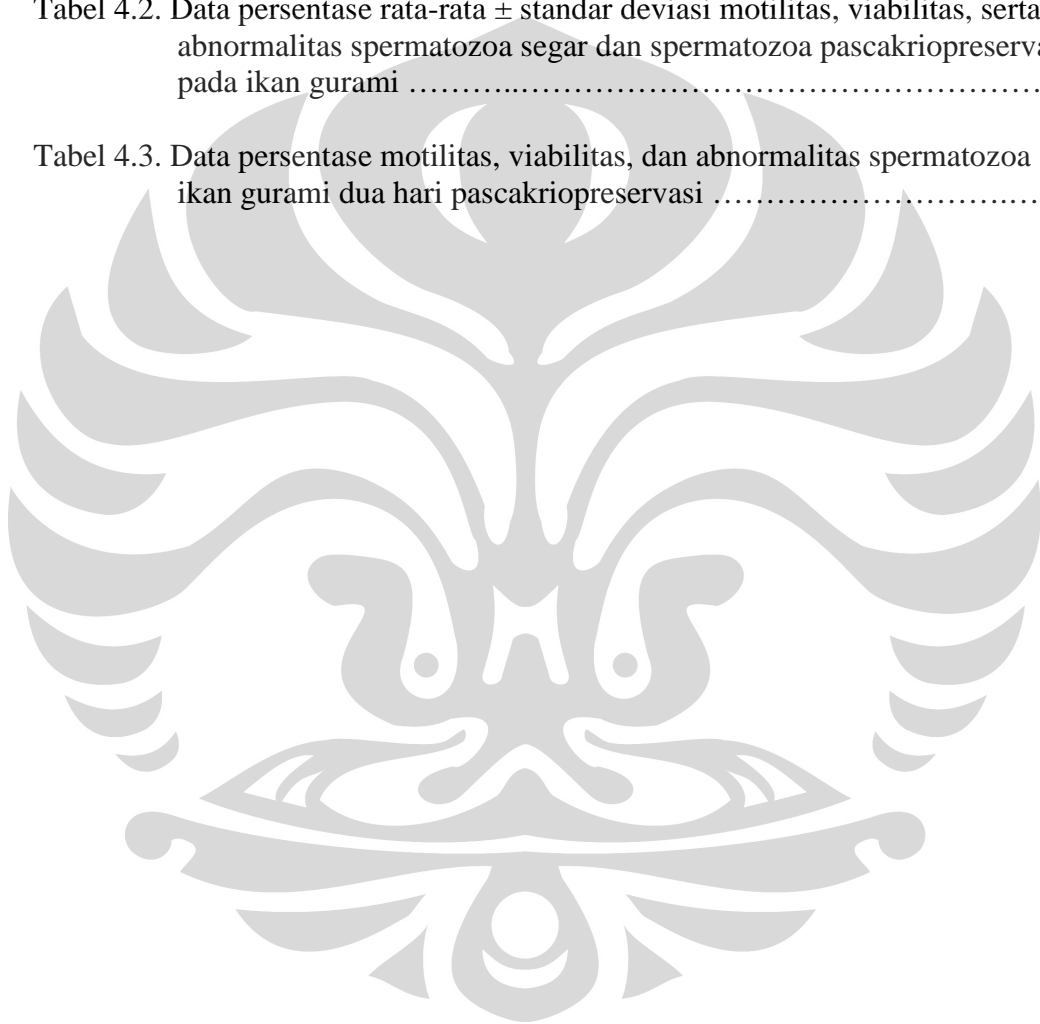 Tabel 4.2. Data persentase rata-rata ± standar deviasi motilitas, viabilitas, serta
abnormalitas spermatozoa segar dan spermatozoa pascakriopreserva
pada ikan gurami ………..………………………………………………….
Tabel 4.3. Data persentase motilitas, viabilitas, dan abnormalitas spermatozoa
ikan gurami dua hari pascakriopreservasi ……………………….….